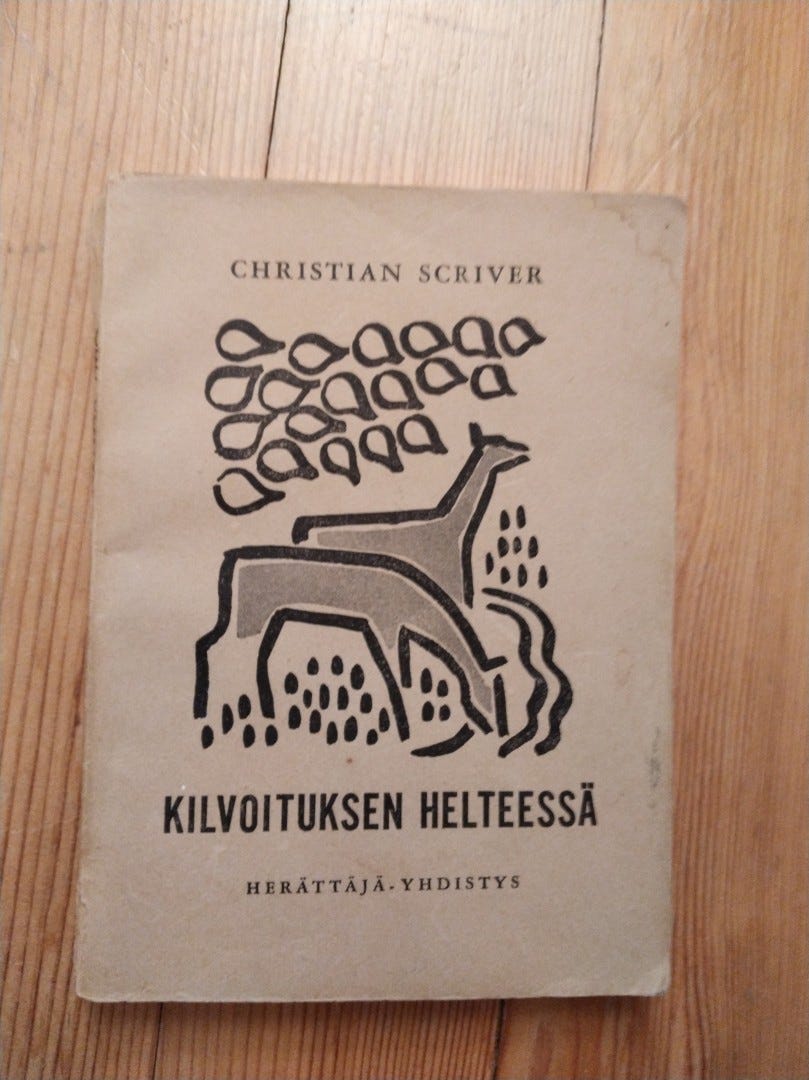 CHRISTIAN SCRIVER
KILVOITUKSEN HELTEESSÄ
HERÄTTÄJÄ-YHDISTYS